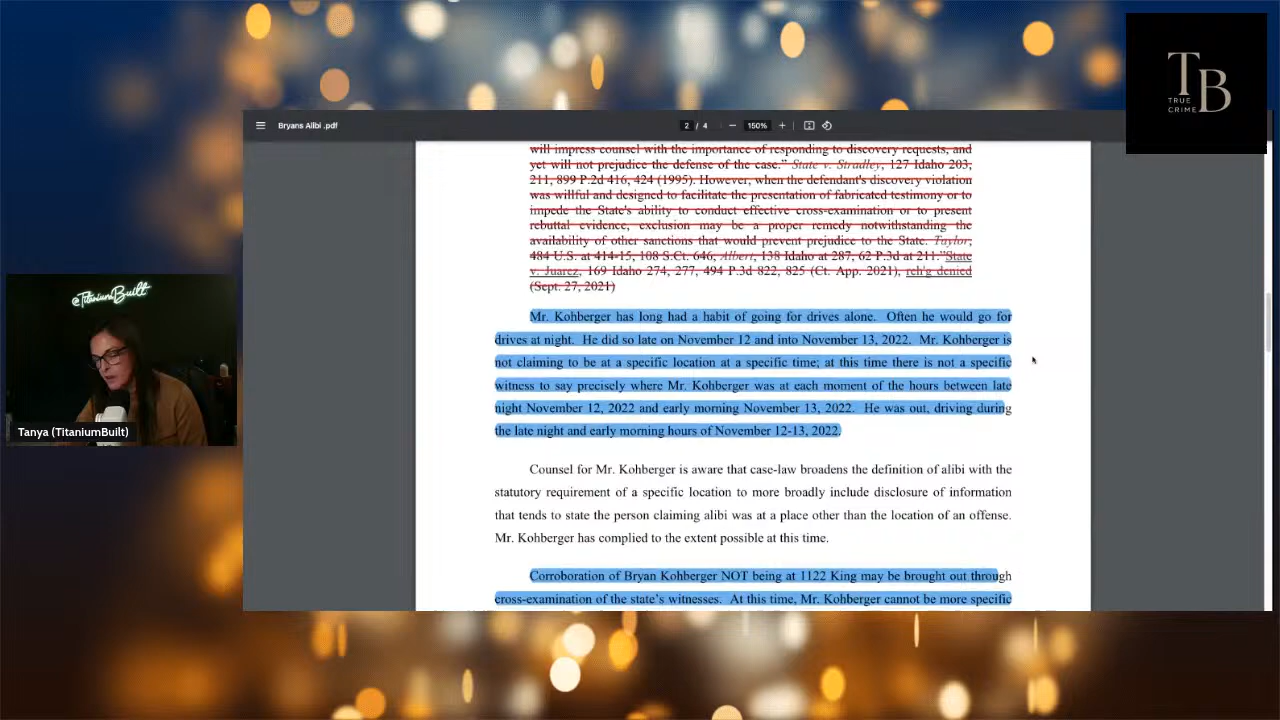 TB
TRUE
CRIME
Bryans Alibi .pdf
2 / 4
150%
will impress counsel with the importance of responding to discovery requests, and
yet will not prejudice the defense of the case." State v. Stradley, 127 Idaho 203,
211, 899 P.2d 416, 424 (1995). However, when the defendant's discovery violation
was willful and designed to facilitate the presentation of fabricated testimony or to
impede the State's ability to conduct effective cross-examination or to present
rebuttal evidence, exclusion may be a proper remedy notwithstanding the
availability of other sanctions that would prevent prejudice to the State. Taylor,
484 U.S. at 414-15, 108 S.Ct. 646; Albert, 138 Idaho at 287, 62 P.3d at 211."State
v. Juarez, 169 Idaho 274, 277, 494 P.3d 822, 825 (Ct. App. 2021), reh'g denied
(Sept. 27, 2021)
Mr. Kohberger has long had a habit of going for drives alone. Often he would go for
drives at night. He did so late on November 12 and into November 13, 2022. Mr. Kohberger is
not claiming to be at a specific location at a specific time; at this time there is not a specific
witness to say precisely where Mr. Kohberger was at each moment of the hours between late
night November 12, 2022 and early morning November 13, 2022. He was out, driving during
the late night and early morning hours of November 12-13, 2022.
Counsel for Mr. Kohberger is aware that case-law broadens the definition of alibi with the
statutory requirement of a specific location to more broadly include disclosure of information
that tends to state the person claiming alibi was at a place other than the location of an offense.
Mr. Kohberger has complied to the extent possible at this time.
Corroboration of Bryan Kohberger NOT being at 1122 King may be brought out through
cross-examination of the state's witnesses. At this time, Mr. Kohberger cannot be more specific
@TitaniumBuilt
Tanya (TitaniumBuilt)